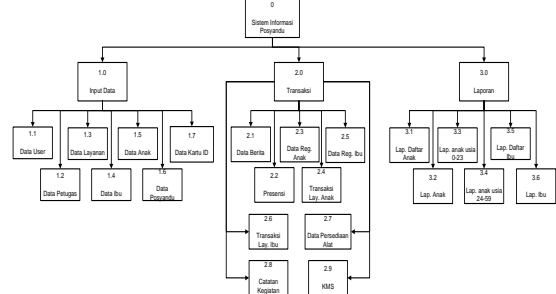 0
Sistem Informasi
Posyandu
1.0
Input Data
2.0
Transaksi
3.0
Laporan
1.1
Data User
1.3
Data Layanan
1.5
Data Anak
1.7
Data Kartu ID
1.2
Data Petugas
1.4
Data Ibu
1.6
Data
Posyandu
2.1
Data Berita
2.3
Data Reg.
Anak
2.5
Data Reg. Ibu
2.2
Presensi
2.4
Transaksi
Lay. Anak
2.6
Transaksi
Lay. Ibu
2.7
Data Persediaan
Alat
2.8
Catatan
Kegiatan
2.9
KMS
3.1
Lap. Daftar
Anak
3.3
Lap. anak usia
0-23
3.5
Lap. Daftar
Ibu
3.2
Lap. Anak
3.4
Lap. anak usia
24-59
3.6
Lap. Ibu